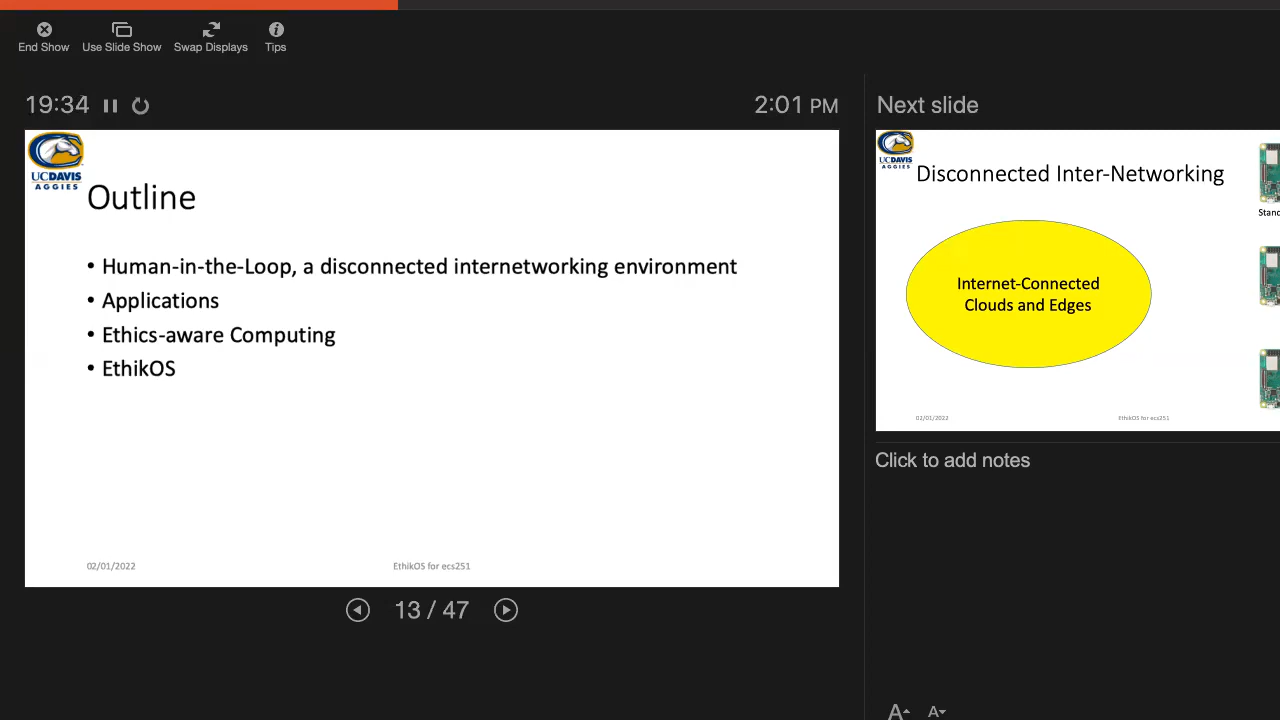 End Show
Use Slide Show
Swap Displays
Tips
19:34
2:01 PM
UCDAVIS
AGGIES
Outline
• Human-in-the-Loop, a disconnected internetworking environment
• Applications
• Ethics-aware Computing
• EthikOS
02/01/2022
EthikOS for ecs251
13 / 47
Next slide
UCDAVIS
AGGIES
Disconnected Inter-Networking
Stand
Internet-Connected
Clouds and Edges
02/01/2022
EthikOS for ecs251
Click to add notes
A
A